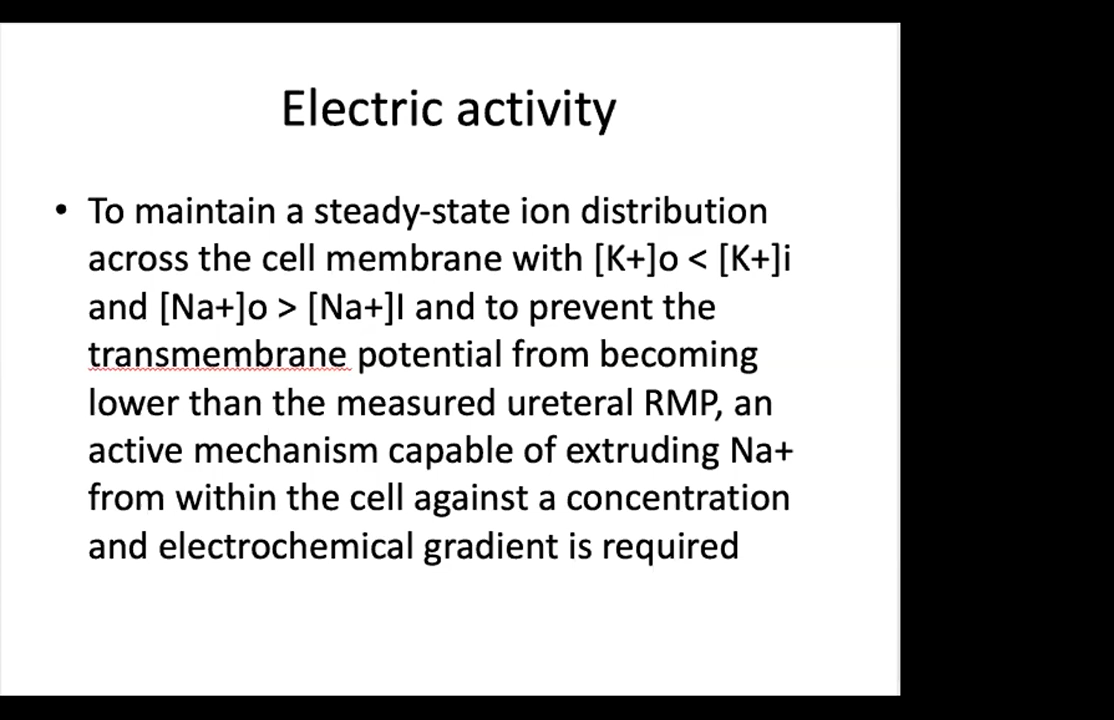 Electric activity
• To maintain a steady-state ion distribution
across the cell membrane with [K+]o < [K+]i
and [Na+]o > [Na+]I and to prevent the
transmembrane potential from becoming
lower than the measured ureteral RMP, an
active mechanism capable of extruding Na+
from within the cell against a concentration
and electrochemical gradient is required